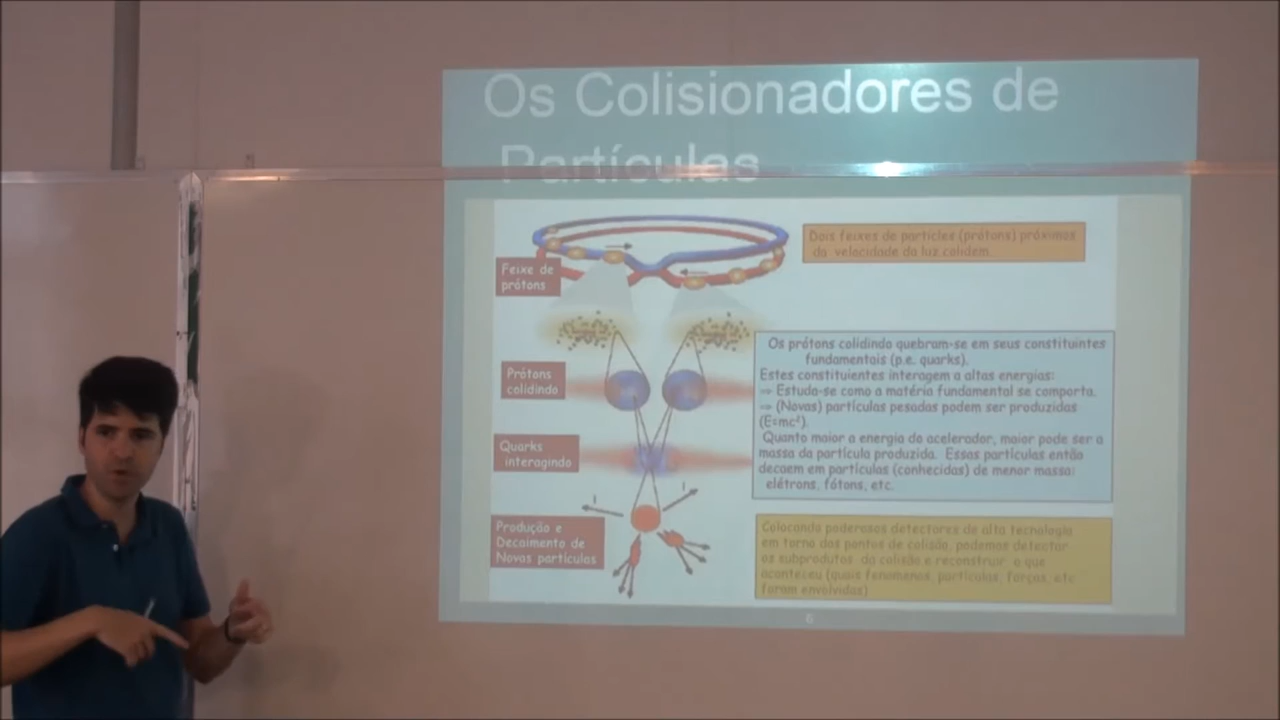 Os Colisionadores de
Partículas
Dois feixes de particles (prótons) próximos
da velocidade da luz colidem
Feixe de
prótons
Os prótons colidindo quebram-se em seus constituintes
fundamentais (p.e. quarks).
Estes constituintes interagem a altas energias:
⇒ Estuda-se como a matéria fundamental se comporta.
⇒ (Novas) partículas pesadas podem ser produzidas
(E=mc²).
Quanto maior a energia do acelerador, maior pode ser a
massa da partícula produzida. Essas partículas então
decaem em partículas (conhecidas) de menor massa:
elétrons, fótons, etc.
Prótons
colidindo
Quarks
interagindo
Produção e
Decaimento de
Novas partículas
Colocando poderosos detectores de alta tecnologia
em torno dos pontos de colisão, podemos detectar
os subprodutos da colisão e reconstruir o que
aconteceu (quais fenomenos, partículas, forças, etc
foram envolvidos)
6